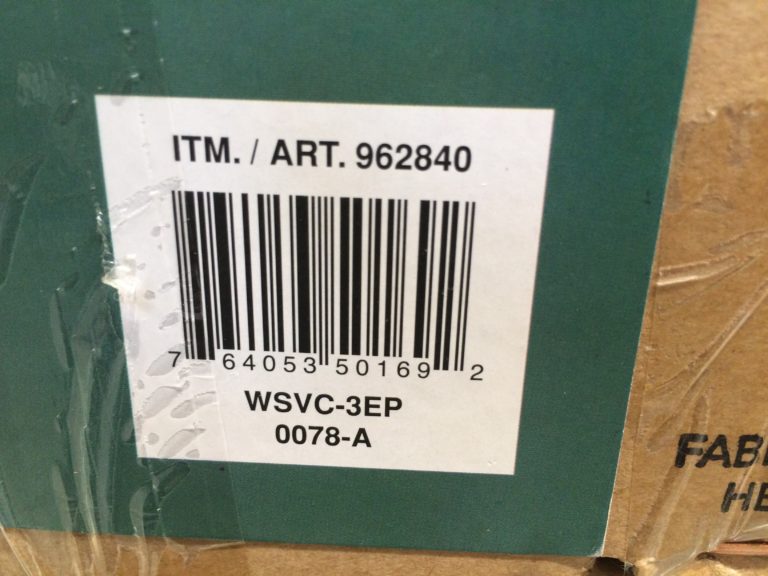 ITM. / ART. 962840
7 64053 50169 2
WSVC-3EP
0078-A